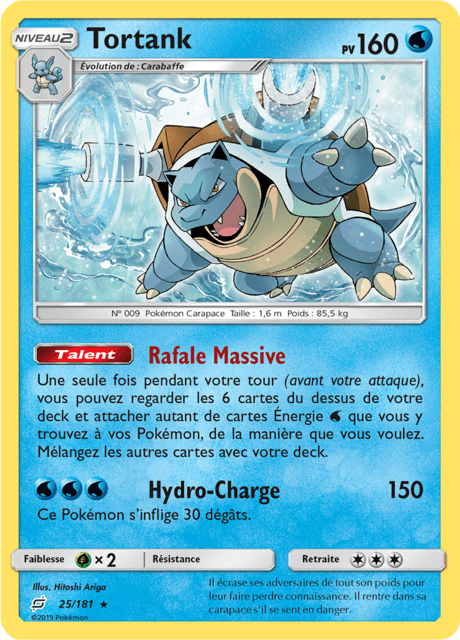 NIVEAU 2
Tortank
PV 160
Évolution de : Carabaffe
N° 009 Pokémon Carapace Taille : 1,6 m Poids : 85,5 kg
Talent Rafale Massive
Une seule fois pendant votre tour (avant votre attaque),
vous pouvez regarder les 6 cartes du dessus de votre
deck et attacher autant de cartes Énergie que vous y
trouvez à vos Pokémon, de la manière que vous voulez.
Mélangez les autres cartes avec votre deck.
Hydro-Charge 150
Ce Pokémon s'inflige 30 dégâts.
Faiblesse ×2 Résistance Retraite
Illus. Hitoshi Ariga
25/181 ★
©2019 Pokémon
Il écrase ses adversaires de tout son poids pour
leur faire perdre connaissance. Il rentre dans sa
carapace s'il se sent en danger.